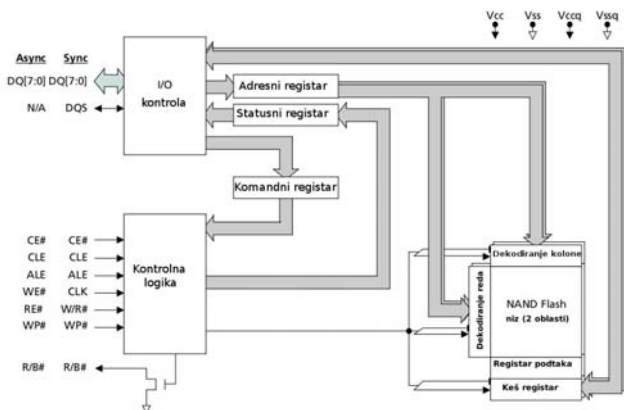 Vcc Vss Vccq Vssq
Async Sync
DQ[7:0] DQ[7:0]
N/A DQS
I/O
kontrola
Adresni registar
Statusni registar
Komandni registar
CE# CE#
CLE CLE
ALE ALE
WE# CLK
RE# W/R#
WP# WP#
R/B# R/B#
Kontrolna
logika
Dekodiranje kolone
Dekodiranje reda
NAND Flash
niz (2 oblasti)
Registar podtaka
Keš registar